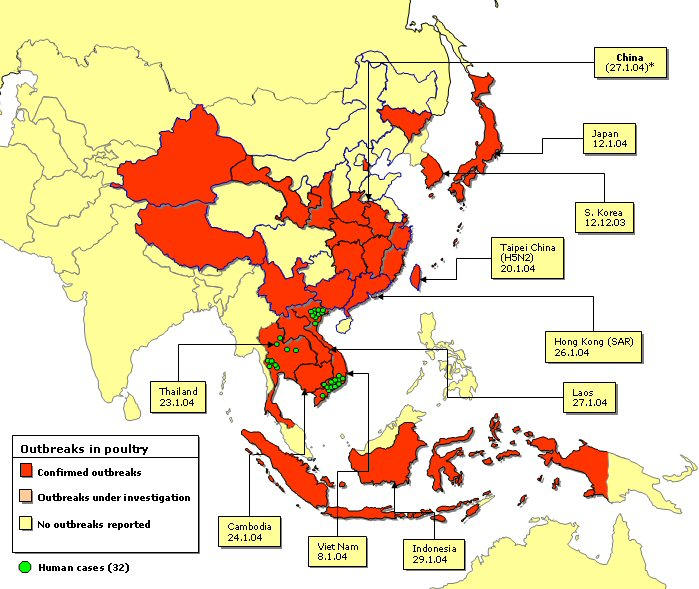 China
(27.1.04)*
Japan
12.1.04
S. Korea
12.12.03
Taipei China
(H5N2)
20.1.04
Hong Kong (SAR)
26.1.04
Thailand
23.1.04
Laos
27.1.04
Outbreaks in poultry
Confirmed outbreaks
Outbreaks under investigation
No outbreaks reported
Human cases (32)
Cambodia
24.1.04
Viet Nam
8.1.04
Indonesia
29.1.04